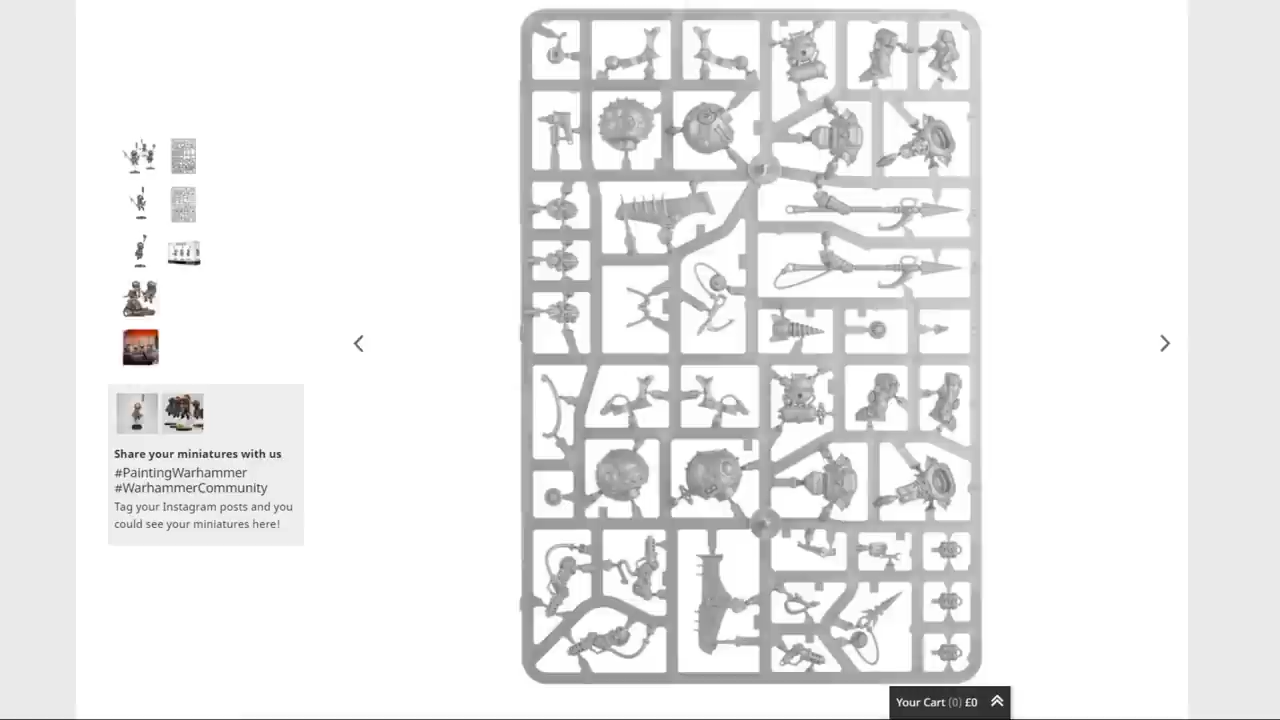 Share your miniatures with us
#PaintingWarhammer
#WarhammerCommunity
Tag your Instagram posts and you
could see your miniatures here!
Your Cart (0) £0